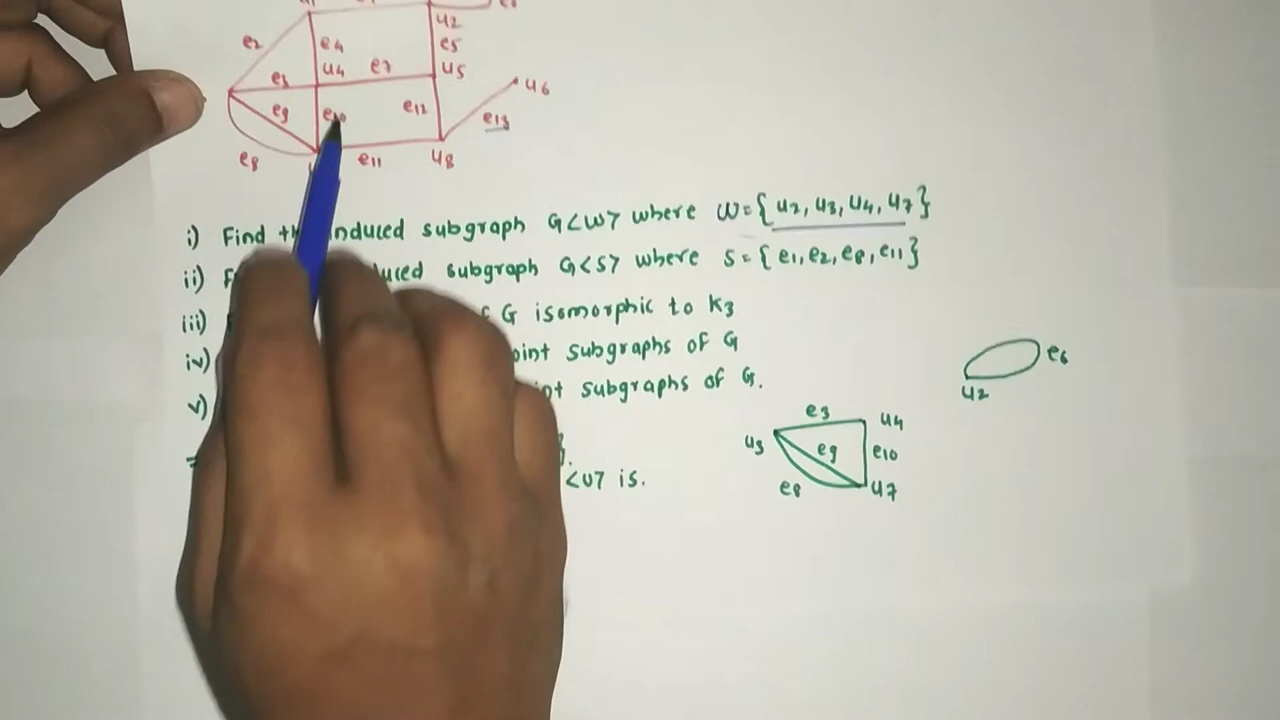 u2
e2 e4 e5
u4 e7 u5
e3 u6
e9 e10 e12 e13
e8 e11 u8
i) Find induced subgraph G<W> where W={u2, u3, u4, u7}
ii) subgraph G<S> where S={e1, e2, e8, e11}
iii) G isomorphic to K3
iv) subgraphs of G
v) subgraphs of G.
<U> is.
e6
u2
e3 u4
u3 e9 e10
e8 u7